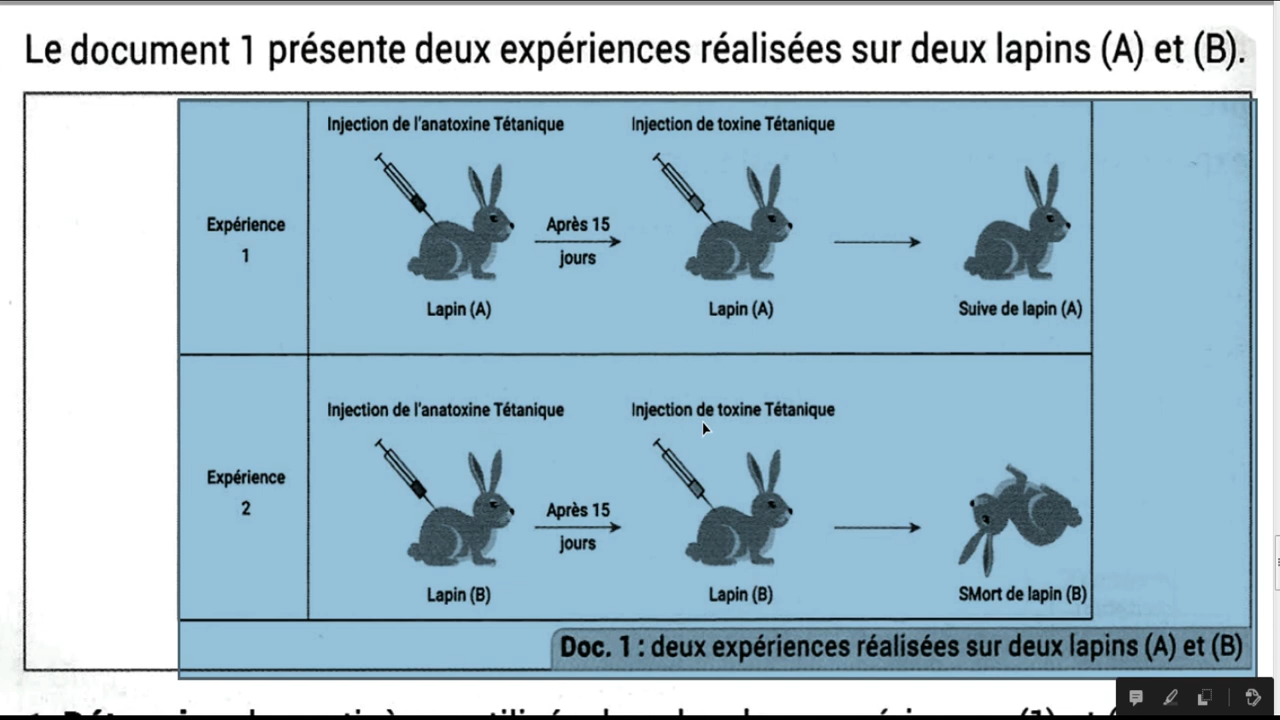 Le document 1 présente deux expériences réalisées sur deux lapins (A) et (B).
Injection de l'anatoxine Tétanique
Injection de toxine Tétanique
Expérience
1
Après 15
jours
Lapin (A)
Lapin (A)
Suive de lapin (A)
Injection de l'anatoxine Tétanique
Injection de toxine Tétanique
Expérience
2
Après 15
jours
Lapin (B)
Lapin (B)
SMort de lapin (B)
Doc. 1 : deux expériences réalisées sur deux lapins (A) et (B)